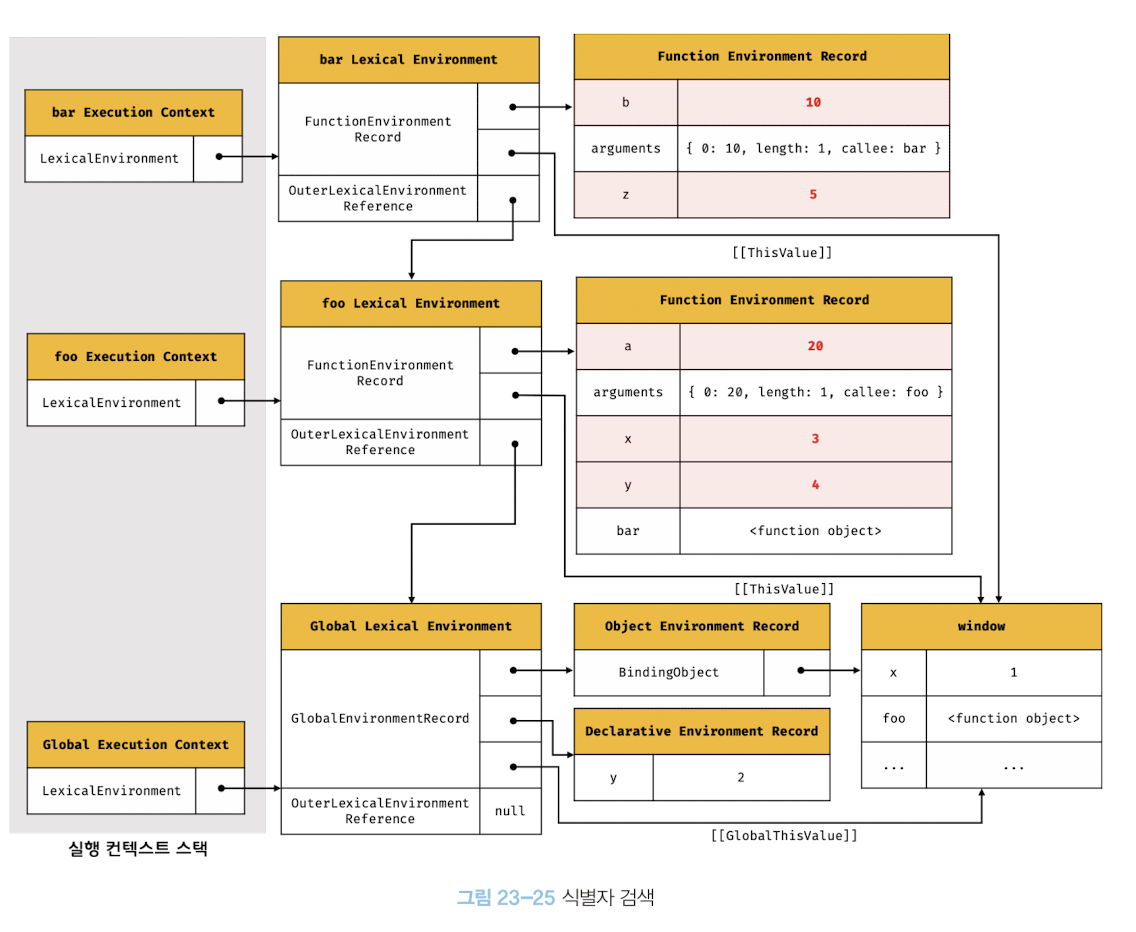 bar Lexical Environment
Function Environment Record
bar Execution Context
LexicalEnvironment
FunctionEnvironment
Record
OuterLexicalEnvironment
Reference
b
10
arguments
{ 0: 10, length: 1, callee: bar }
z
5
[[ThisValue]]
foo Lexical Environment
Function Environment Record
foo Execution Context
LexicalEnvironment
FunctionEnvironment
Record
OuterLexicalEnvironment
Reference
a
20
arguments
{ 0: 20, length: 1, callee: foo }
x
3
y
4
bar
<function object>
[[ThisValue]]
Global Lexical Environment
Object Environment Record
window
GlobalEnvironmentRecord
BindingObject
x
1
foo
<function object>
...
...
Declarative Environment Record
y
2
Global Execution Context
LexicalEnvironment
OuterLexicalEnvironment
Reference
null
[[GlobalThisValue]]
실행 컨텍스트 스택
그림 23-25 식별자 검색